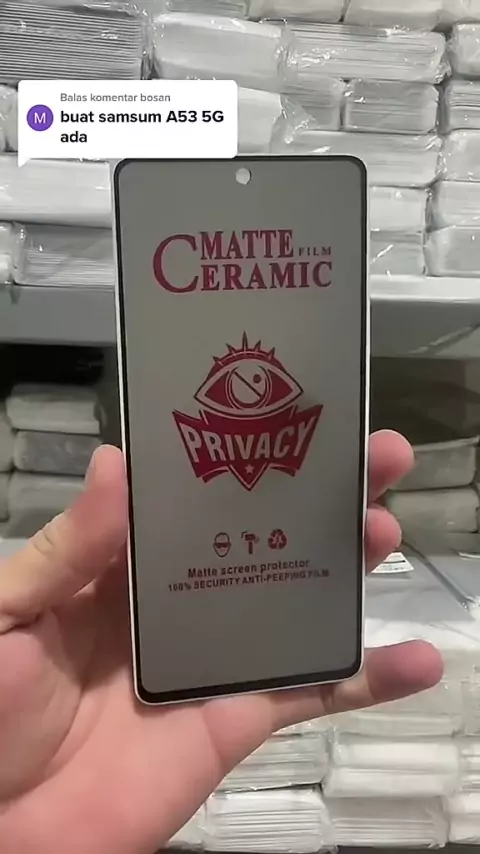 Balas komentar bosan
M
buat samsum A53 5G
ada
MATTE FILM
CERAMIC
PRIVACY
Matte screen protector
100% SECURITY ANTI-PEEPING FILM